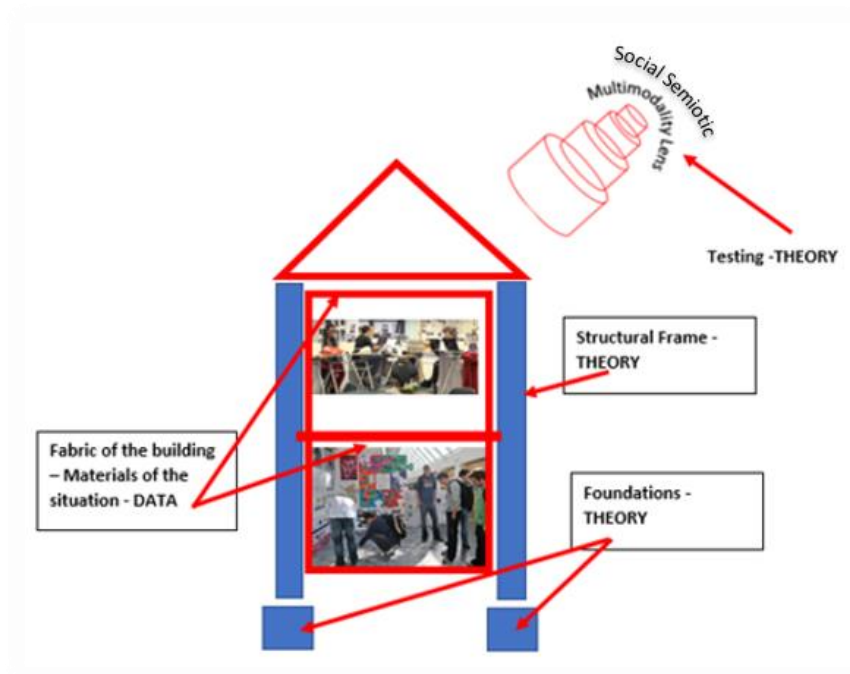 Social Semiotic
Multimodality Lens
Testing -THEORY
Structural Frame -
THEORY
Fabric of the building
– Materials of the
situation - DATA
Foundations -
THEORY